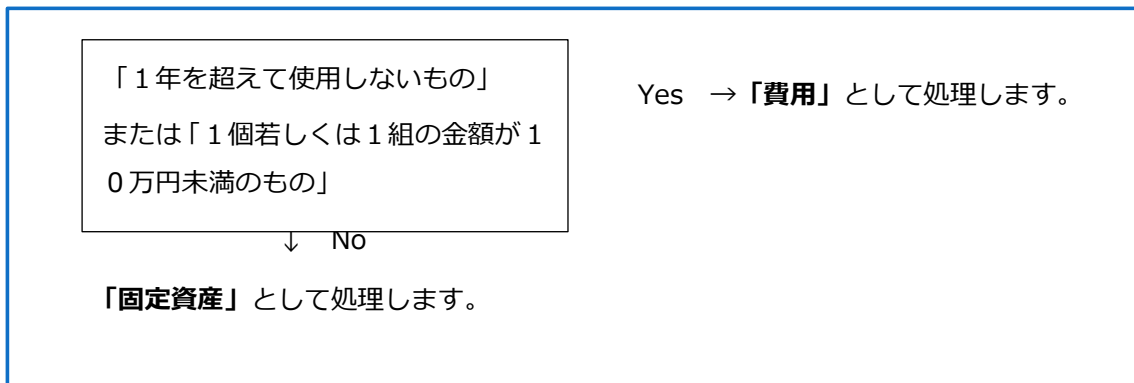 「１年を超えて使用しないもの」
または「１個若しくは１組の金額が１
０万円未満のもの」
Yes →「費用」として処理します。
↓ No
「固定資産」として処理します。